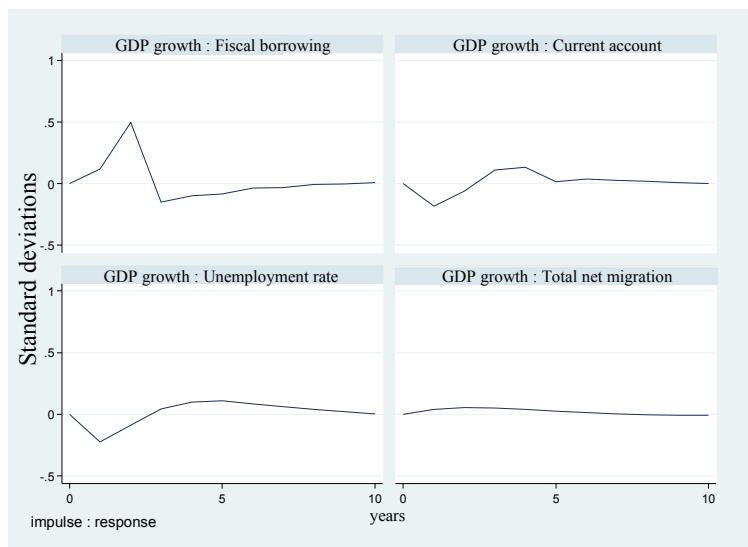 GDP growth : Fiscal borrowing
GDP growth : Current account
1
.5
0
-.5
GDP growth : Unemployment rate
GDP growth : Total net migration
1
.5
0
-.5
0 5 10
0 5 10
Standard deviations
years
impulse : response